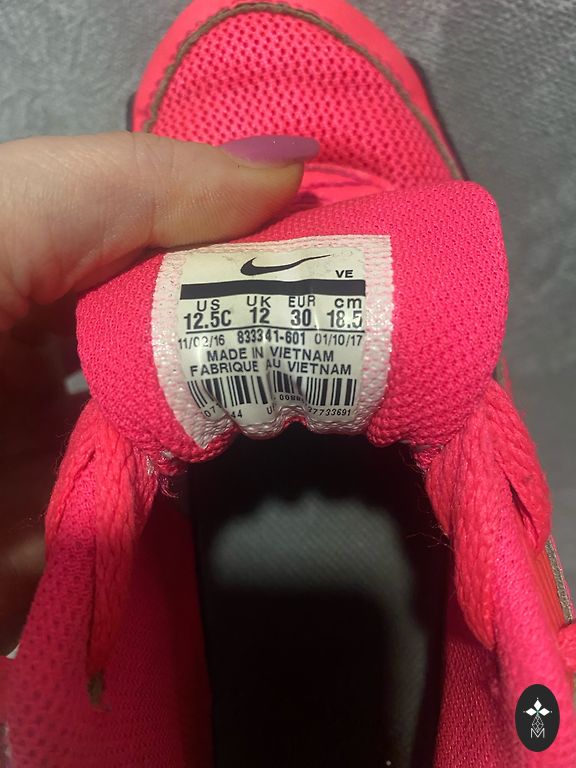 VE
US UK EUR cm
12.5C 12 30 18.5
11/02/16 833341-601 01/10/17
MADE IN VIETNAM
FABRIQUE AU VIETNAM
27733691
M